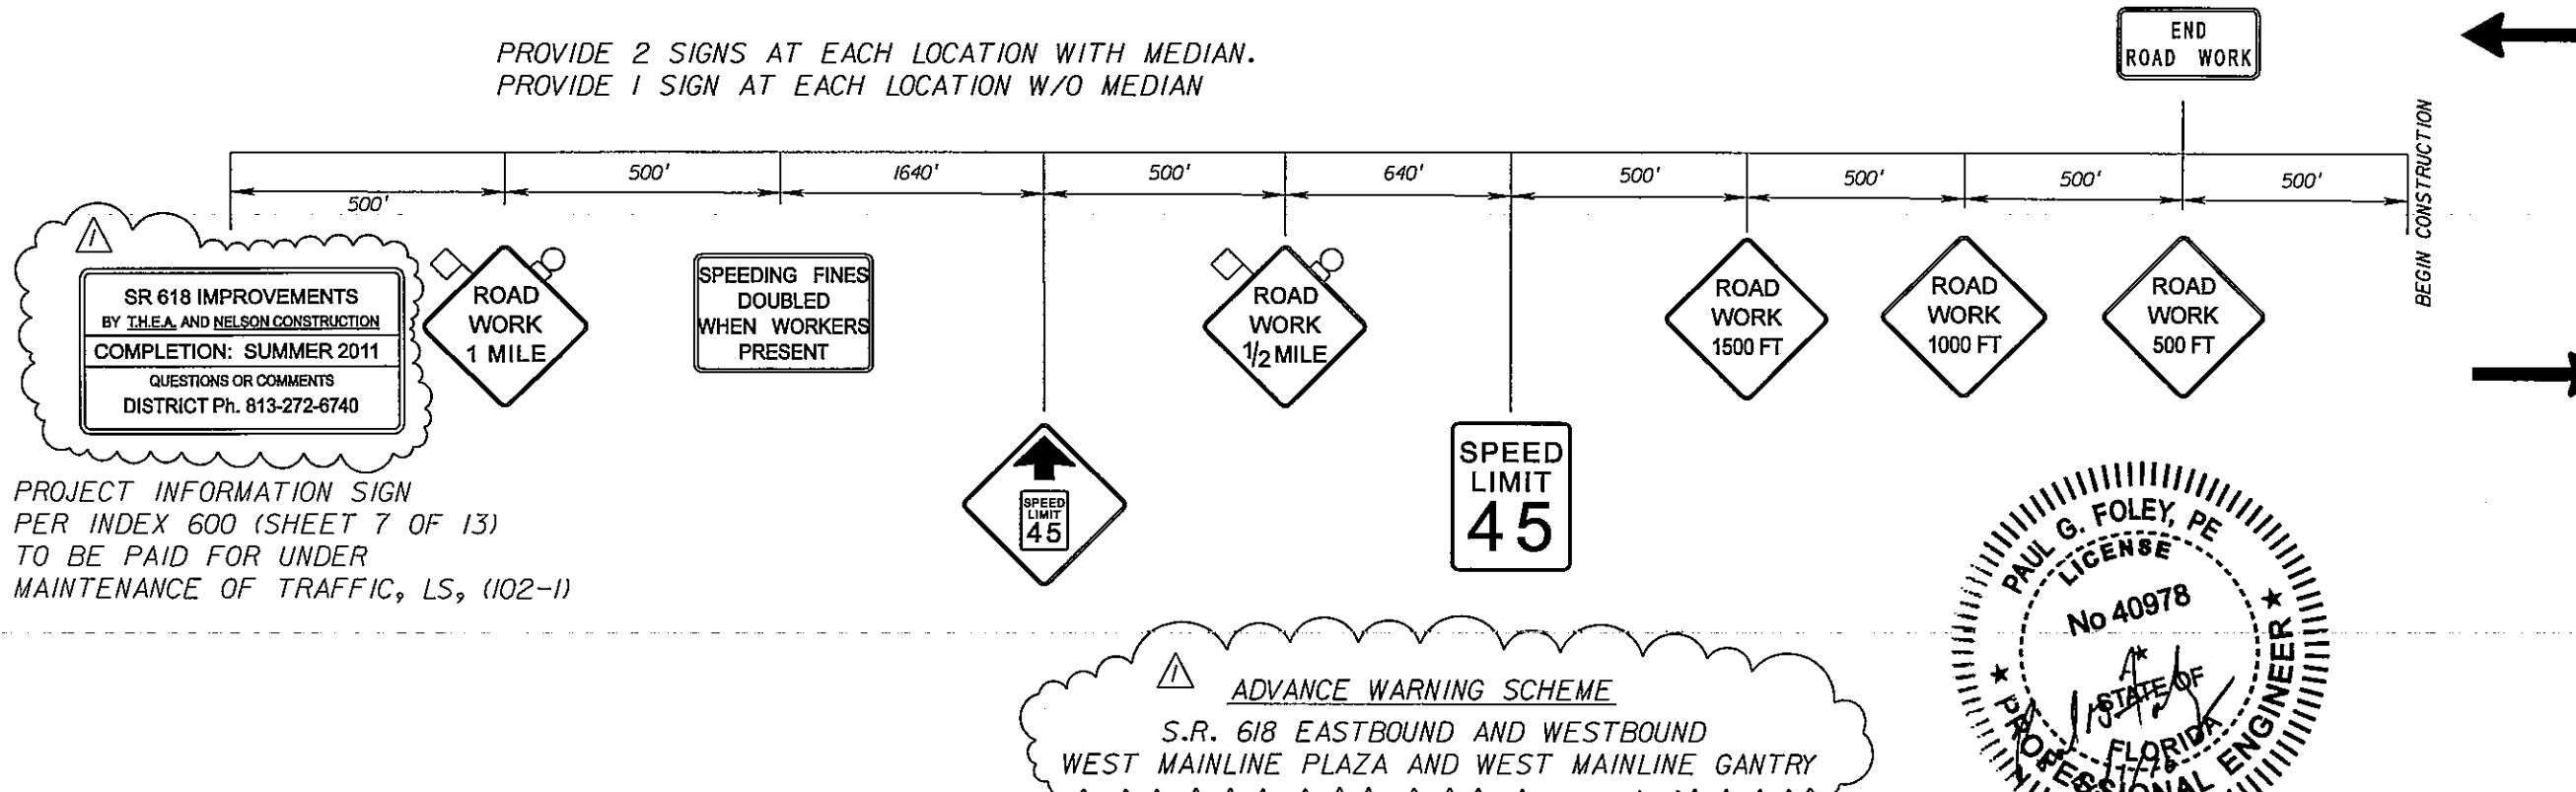 PROVIDE 2 SIGNS AT EACH LOCATION WITH MEDIAN.
PROVIDE 1 SIGN AT EACH LOCATION W/O MEDIAN
END
ROAD WORK
500'
500'
1640'
500'
640'
500'
500'
500'
500'
BEGIN CONSTRUCTION
1
SR 618 IMPROVEMENTS
BY T.H.E.A. AND NELSON CONSTRUCTION
COMPLETION: SUMMER 2011
QUESTIONS OR COMMENTS
DISTRICT Ph. 813-272-6740
ROAD
WORK
1 MILE
SPEEDING FINES
DOUBLED
WHEN WORKERS
PRESENT
SPEED
LIMIT
45
ROAD
WORK
1/2 MILE
SPEED
LIMIT
45
ROAD
WORK
1500 FT
ROAD
WORK
1000 FT
ROAD
WORK
500 FT
PROJECT INFORMATION SIGN
PER INDEX 600 (SHEET 7 OF 13)
TO BE PAID FOR UNDER
MAINTENANCE OF TRAFFIC, LS, (102-1)
1
ADVANCE WARNING SCHEME
S.R. 618 EASTBOUND AND WESTBOUND
WEST MAINLINE PLAZA AND WEST MAINLINE GANTRY
PAUL G. FOLEY, PE
LICENSE
No 40978
STATE OF
FLORIDA
PROFESSIONAL ENGINEER